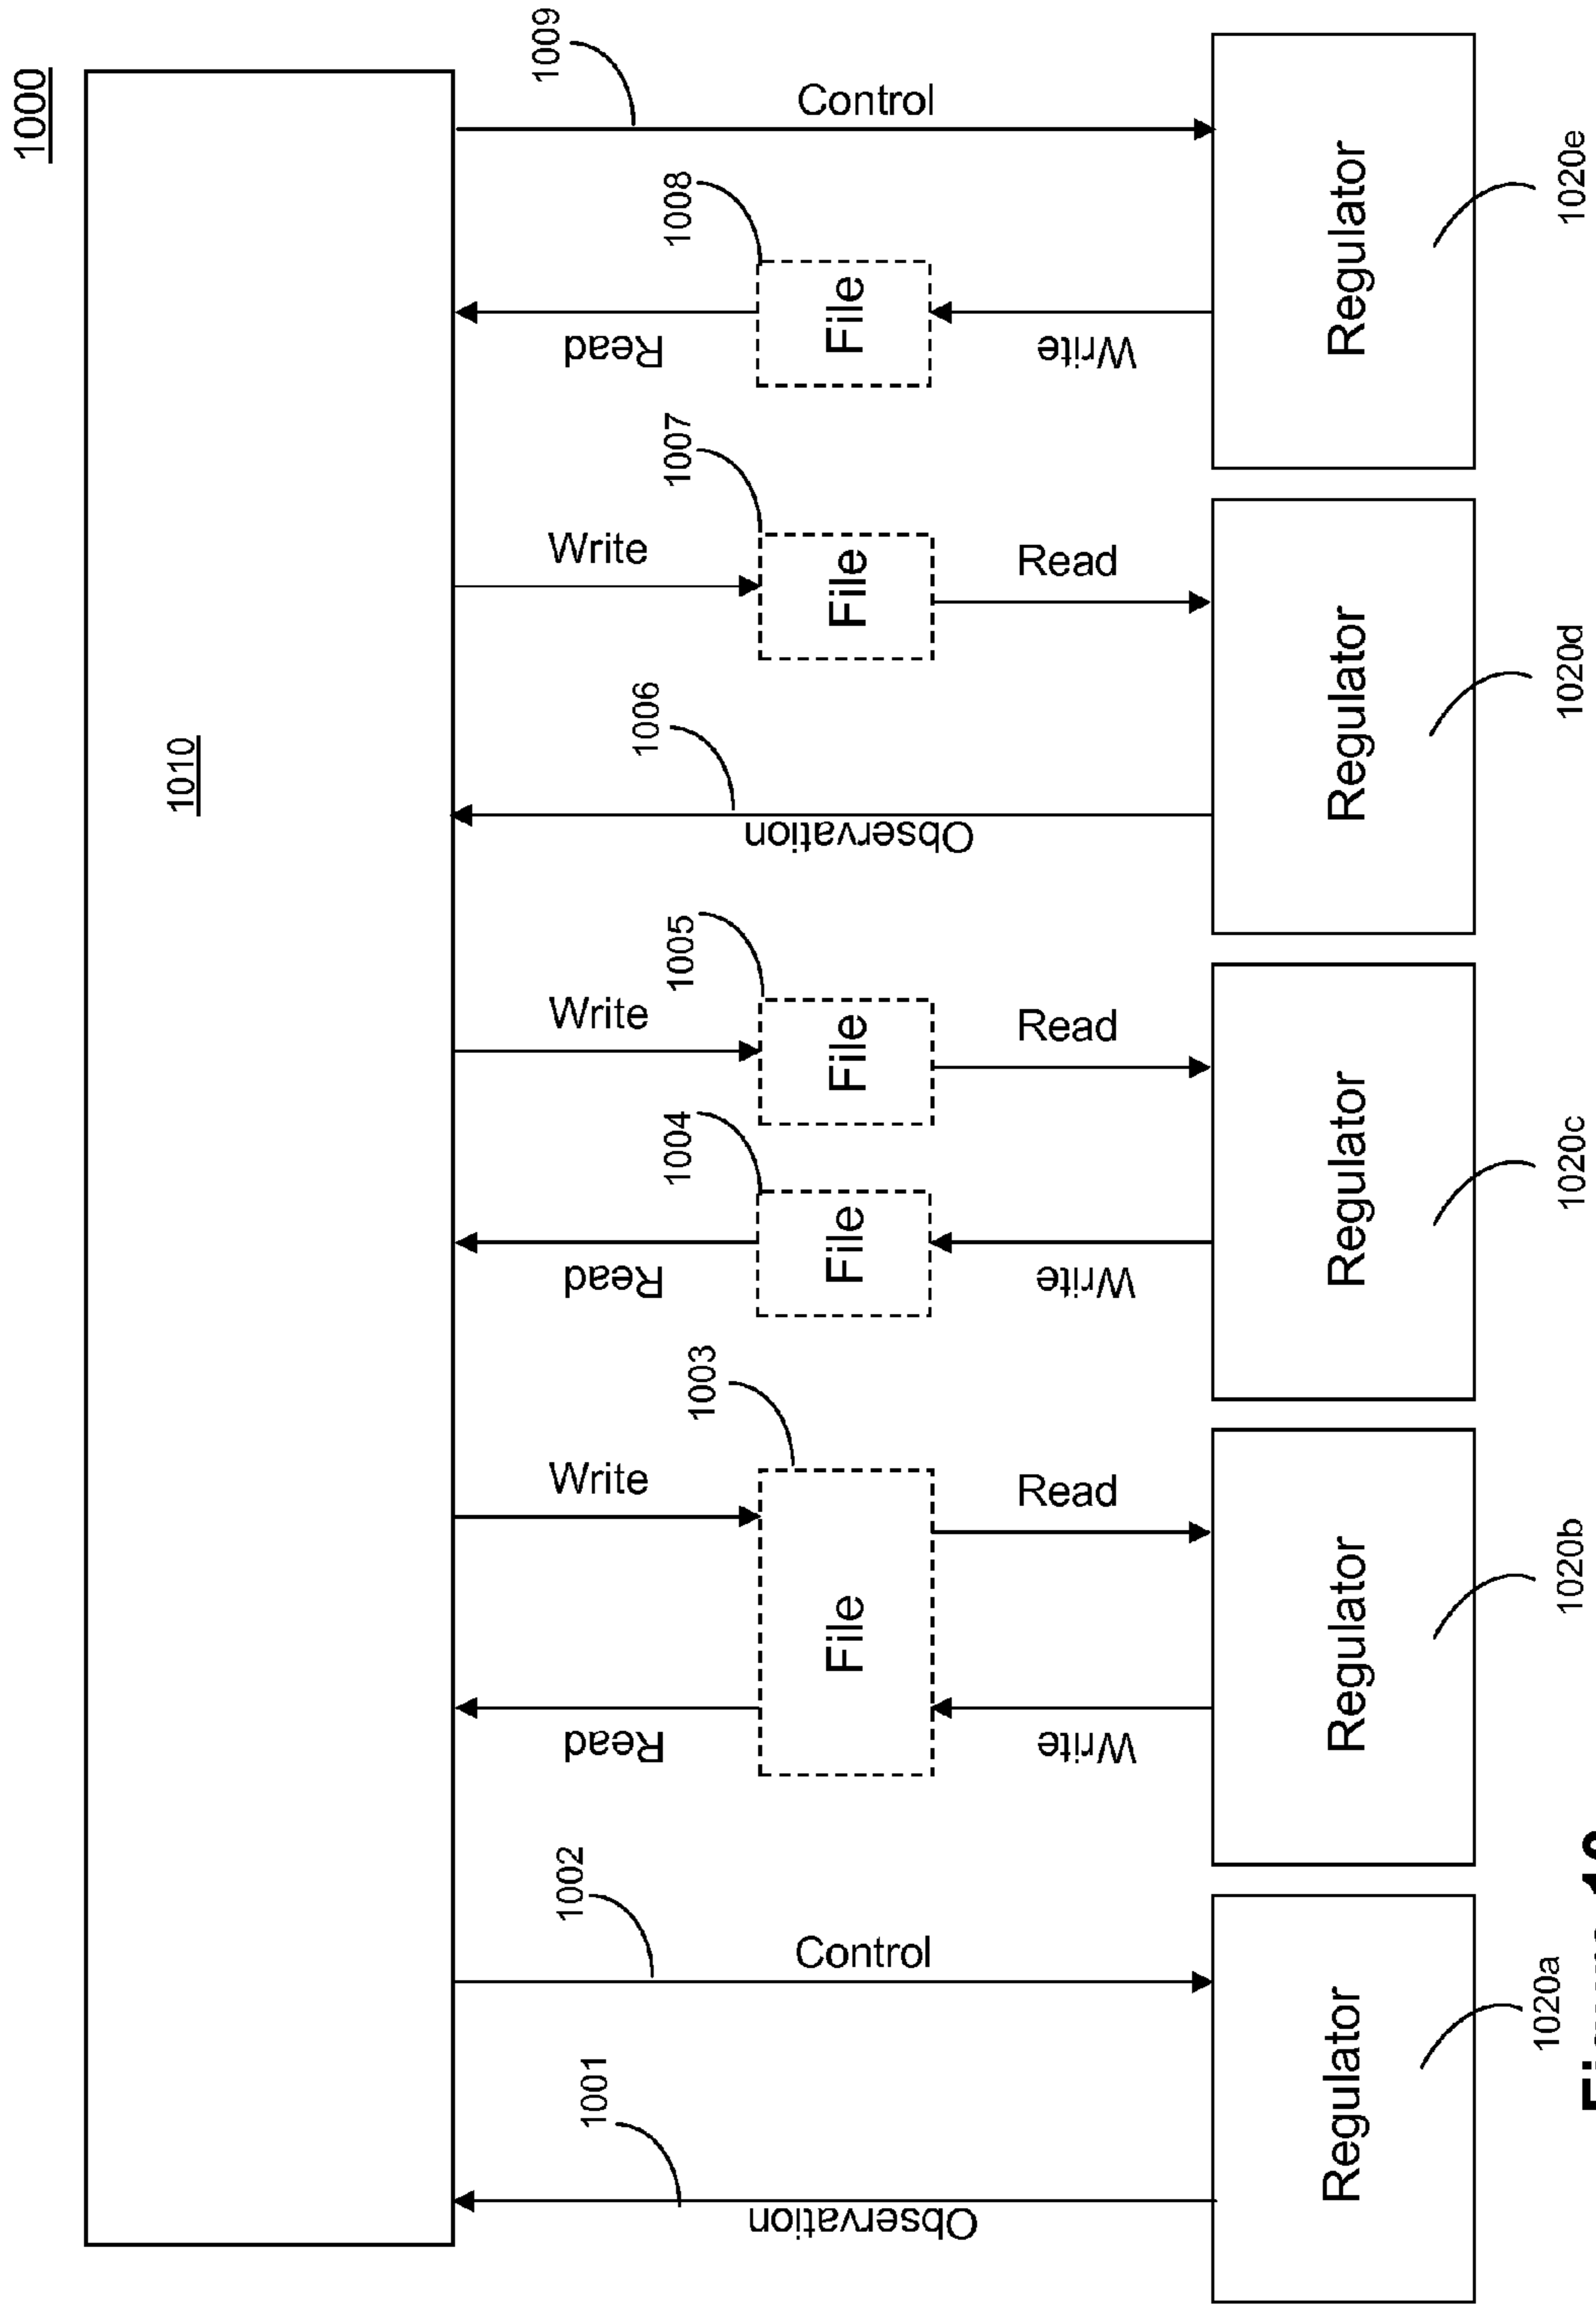 1000
1010
1009
1002
1001
Read
Write
Read
Write
Write
Read
1006
1003
1004
1005
1007
1008
Observation
Control
File
File
File
Observation
File
File
Control
Write
Read
Write
Read
Read
Write
Regulator
Regulator
Regulator
Regulator
Regulator
1020a
1020b
1020c
1020d
1020e
Figure 10